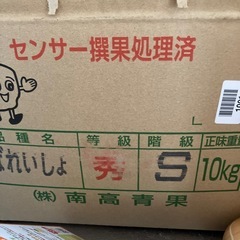 センサー撰果処理済
L
品種名 等級 階級 正味重量
ばれいしょ 秀 S 10kg
(株) 南高青果